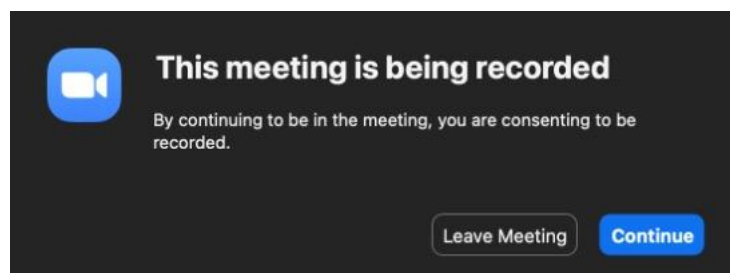 This meeting is being recorded
By continuing to be in the meeting, you are consenting to be
recorded.
Leave Meeting
Continue